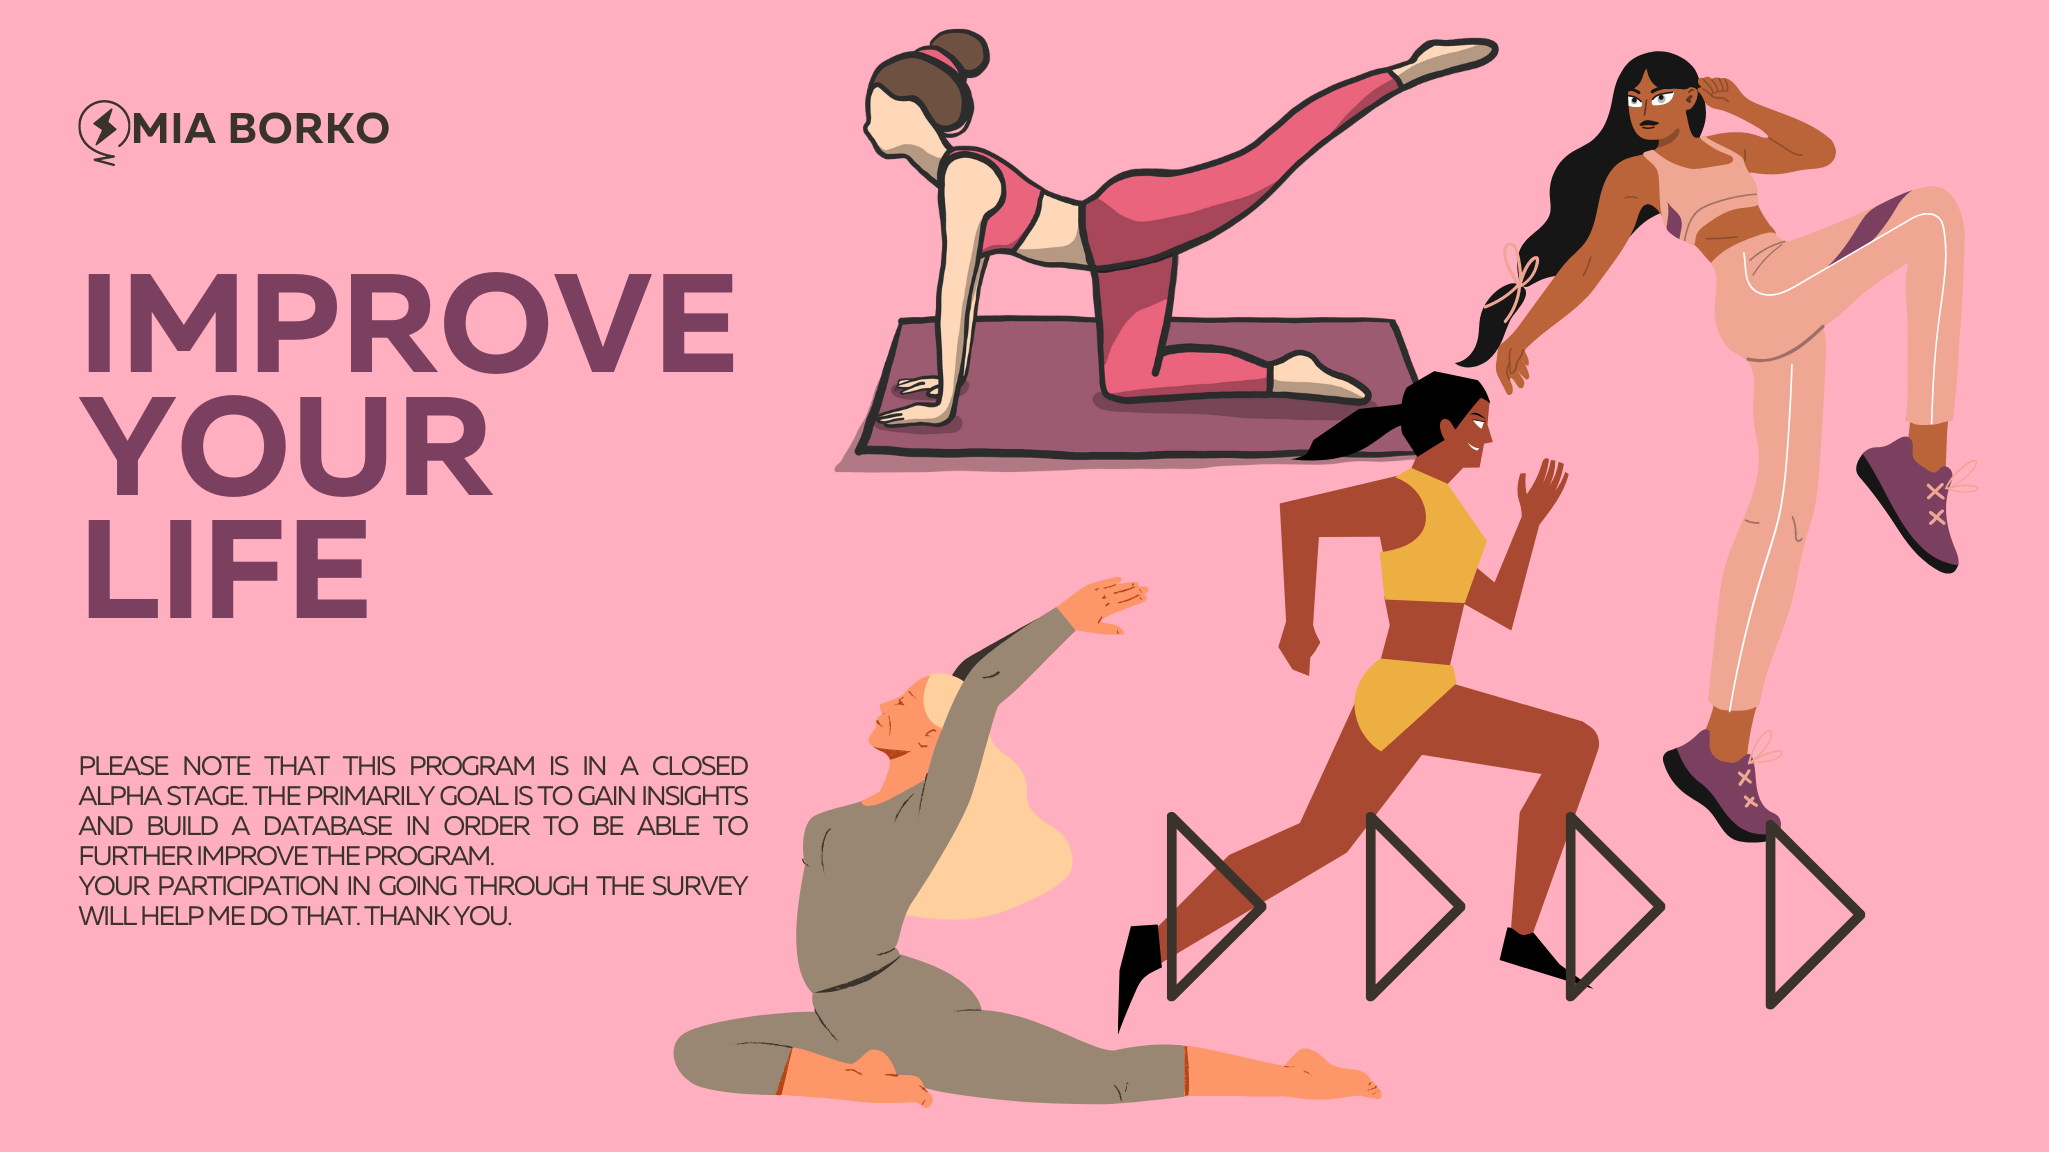 MIA BORKO
IMPROVE
YOUR
LIFE
PLEASE NOTE THAT THIS PROGRAM IS IN A CLOSED
ALPHA STAGE. THE PRIMARILY GOAL IS TO GAIN INSIGHTS
AND BUILD A DATABASE IN ORDER TO BE ABLE TO
FURTHER IMPROVE THE PROGRAM.
YOUR PARTICIPATION IN GOING THROUGH THE SURVEY
WILL HELP ME DO THAT. THANK YOU.